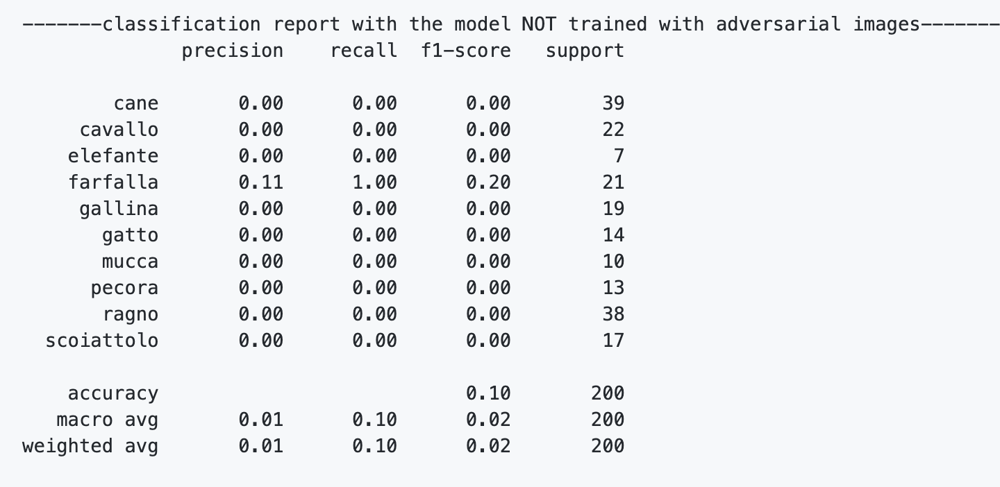 -------classification report with the model NOT trained with adversarial images-------
              precision    recall  f1-score   support

        cane       0.00      0.00      0.00        39
     cavallo       0.00      0.00      0.00        22
    elefante       0.00      0.00      0.00         7
    farfalla       0.11      1.00      0.20        21
     gallina       0.00      0.00      0.00        19
       gatto       0.00      0.00      0.00        14
       mucca       0.00      0.00      0.00        10
      pecora       0.00      0.00      0.00        13
       ragno       0.00      0.00      0.00        38
  scoiattolo       0.00      0.00      0.00        17

    accuracy                           0.10       200
   macro avg       0.01      0.10      0.02       200
weighted avg       0.01      0.10      0.02       200